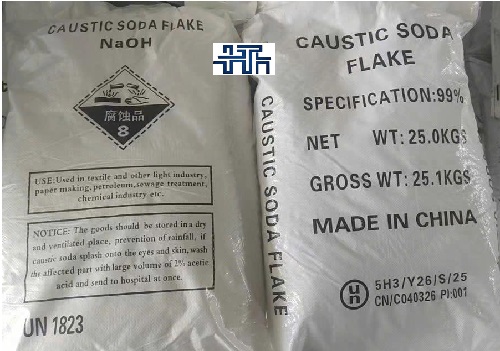 CAUSTIC SODA FLAKE
NaOH
腐蚀品
8
USE:Used in textile and other light industry,
paper making, petroleum, sewage treatment,
chemical industry etc.
NOTICE: The goods should be stored in a dry
and ventilated place, prevention of rainfall, if
caustic soda splash onto the eyes and skin, wash
the affected part with large volume of 2% acetic
acid and send to hospital at once.
UN 1823
CAUSTIC SODA FLAKE
CAUSTIC SODA
FLAKE
SPECIFICATION:99%
NET WT: 25.0KGS
GROSS WT: 25.1KGS
MADE IN CHINA
un
5H3/Y26/S/25
CN/C040326 PI:001